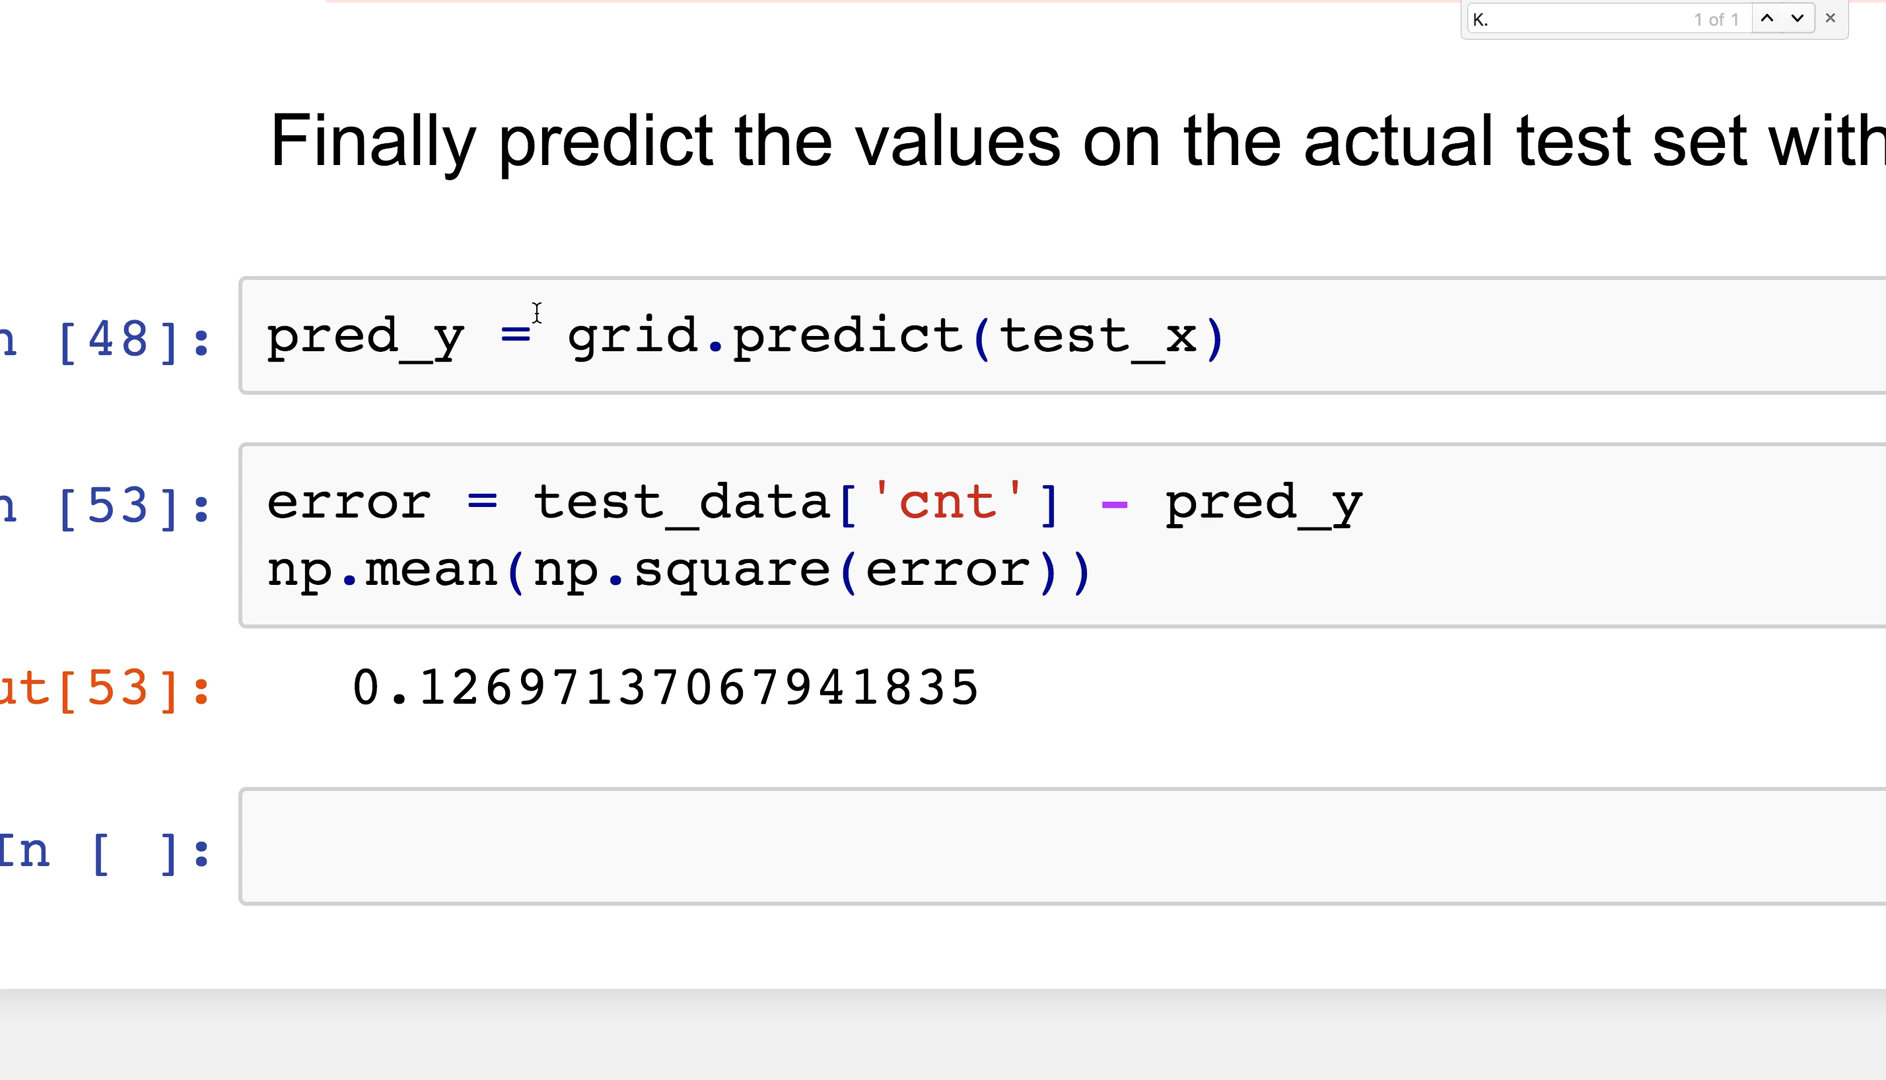 K. 1 of 1
Finally predict the values on the actual test set with
n [48]: pred_y = grid.predict(test_x)
n [53]: error = test_data['cnt'] - pred_y
np.mean(np.square(error))
ut[53]: 0.12697137067941835
In [ ]: